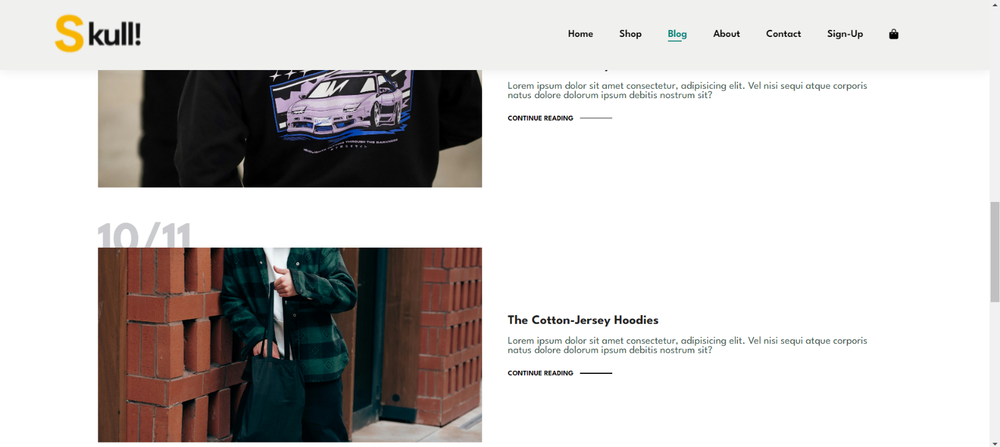 Skull!
Home Shop Blog About Contact Sign-Up
Lorem ipsum dolor sit amet consectetur, adipisicing elit. Vel nisi sequi atque corporis
natus dolore dolorum ipsum debitis nostrum sit?
CONTINUE READING
THROUGH THE DARKNESS
10/11
The Cotton-Jersey Hoodies
Lorem ipsum dolor sit amet consectetur, adipisicing elit. Vel nisi sequi atque corporis
natus dolore dolorum ipsum debitis nostrum sit?
CONTINUE READING